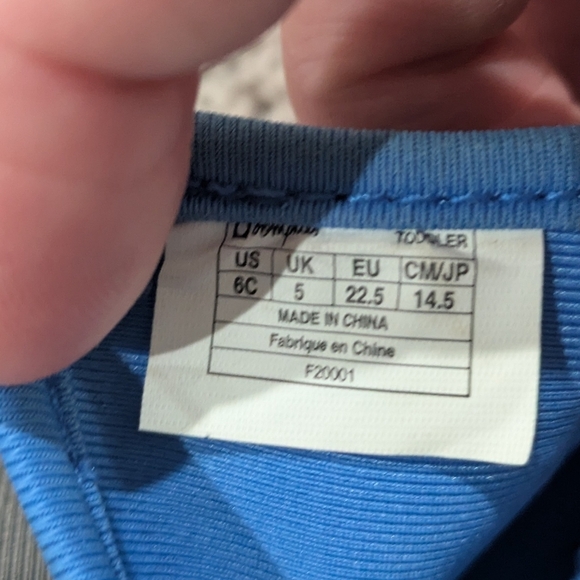 TODDLER
US UK EU CM/JP
6C 5 22.5 14.5
MADE IN CHINA
Fabrique en Chine
F20001